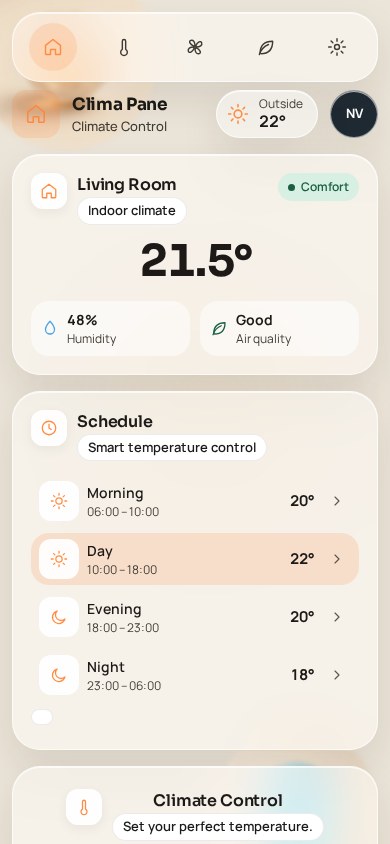 Clima Pane
Climate Control
Outside
22°
NV
Living Room
Comfort
Indoor climate
21.5°
48%
Humidity
Good
Air quality
Schedule
Smart temperature control
Morning
06:00 – 10:00
20°
Day
10:00 – 18:00
22°
Evening
18:00 – 23:00
20°
Night
23:00 – 06:00
18°
Climate Control
Set your perfect temperature.